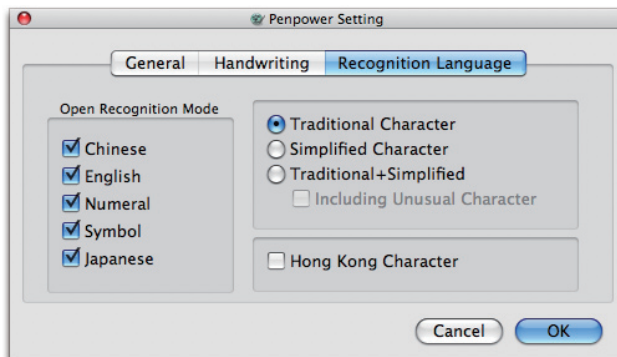 Penpower Setting
General Handwriting Recognition Language
Open Recognition Mode
Chinese
English
Numeral
Symbol
Japanese
Traditional Character
Simplified Character
Traditional+Simplified
Including Unusual Character
Hong Kong Character
Cancel OK